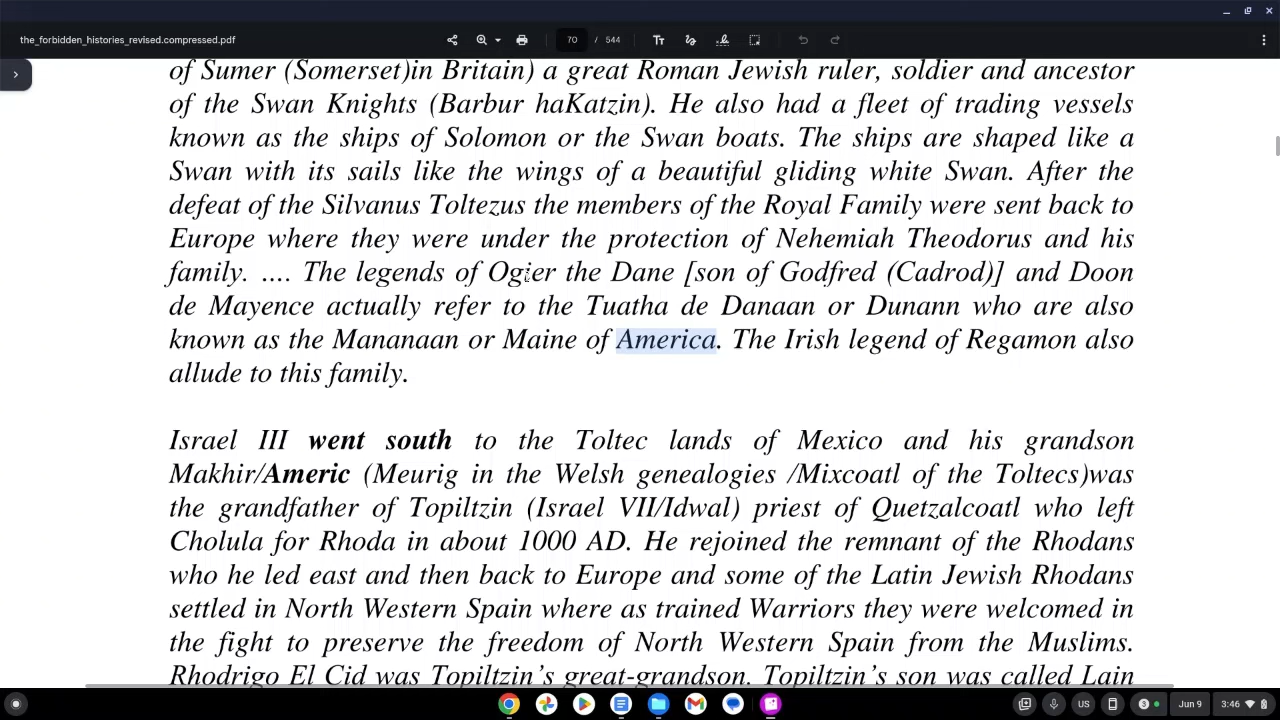 the_forbidden_histories_revised.compressed.pdf
70 / 544
of Sumer (Somerset)in Britain) a great Roman Jewish ruler, soldier and ancestor
of the Swan Knights (Barbur haKatzin). He also had a fleet of trading vessels
known as the ships of Solomon or the Swan boats. The ships are shaped like a
Swan with its sails like the wings of a beautiful gliding white Swan. After the
defeat of the Silvanus Toltezus the members of the Royal Family were sent back to
Europe where they were under the protection of Nehemiah Theodorus and his
family. .... The legends of Ogier the Dane [son of Godfred (Cadrod)] and Doon
de Mayence actually refer to the Tuatha de Danaan or Dunann who are also
known as the Mananaan or Maine of America. The Irish legend of Regamon also
allude to this family.
Israel III went south to the Toltec lands of Mexico and his grandson
Makhir/Americ (Meurig in the Welsh genealogies /Mixcoatl of the Toltecs)was
the grandfather of Topiltzin (Israel VII/Idwal) priest of Quetzalcoatl who left
Cholula for Rhoda in about 1000 AD. He rejoined the remnant of the Rhodans
who he led east and then back to Europe and some of the Latin Jewish Rhodans
settled in North Western Spain where as trained Warriors they were welcomed in
the fight to preserve the freedom of North Western Spain from the Muslims.
Rhodrigo El Cid was Topiltzin’s great-grandson. Topiltzin’s son was called Lain
US 3 Jun 9 3:46